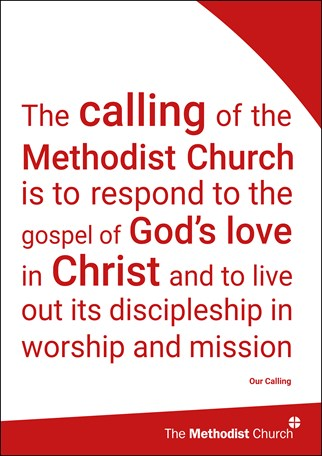 The calling of the
Methodist Church
is to respond to the
gospel of God's love
in Christ and to live
out its discipleship in
worship and mission
Our Calling
The Methodist Church